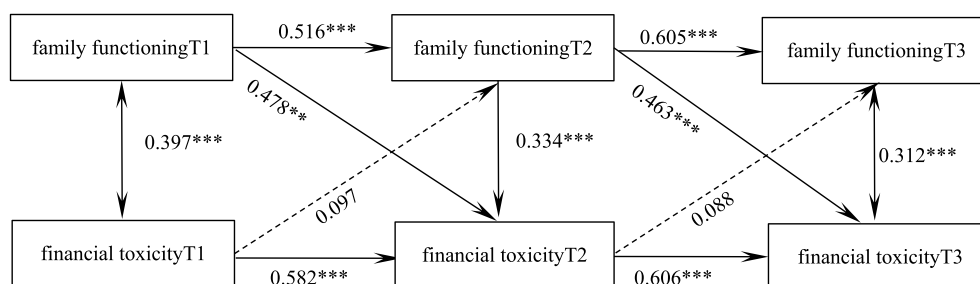 family functioningT1
0.516***
family functioningT2
0.605***
family functioningT3
0.478**
0.463***
0.397***
0.334***
0.312***
0.097
0.088
financial toxicityT1
0.582***
financial toxicityT2
0.606***
financial toxicityT3